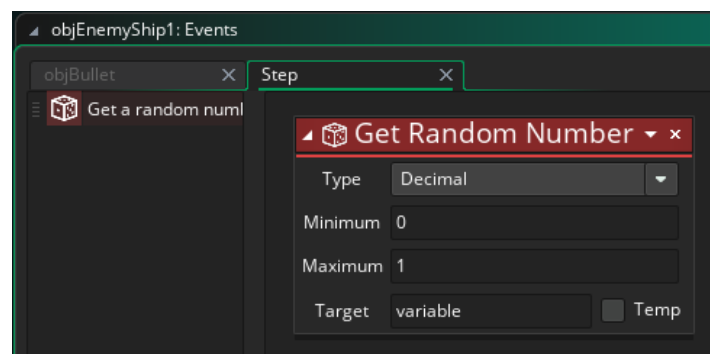 objEnemyShip1: Events
objBullet
Step
Get a random numl
Get Random Number
Type Decimal
Minimum 0
Maximum 1
Target variable Temp